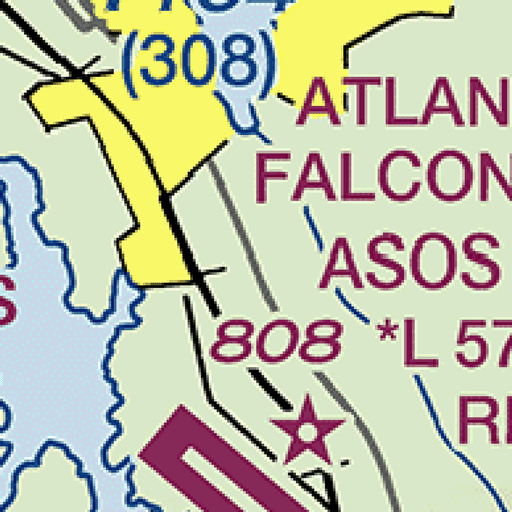 (308)
ATLAN
FALCON
ASOS
808
*L 57